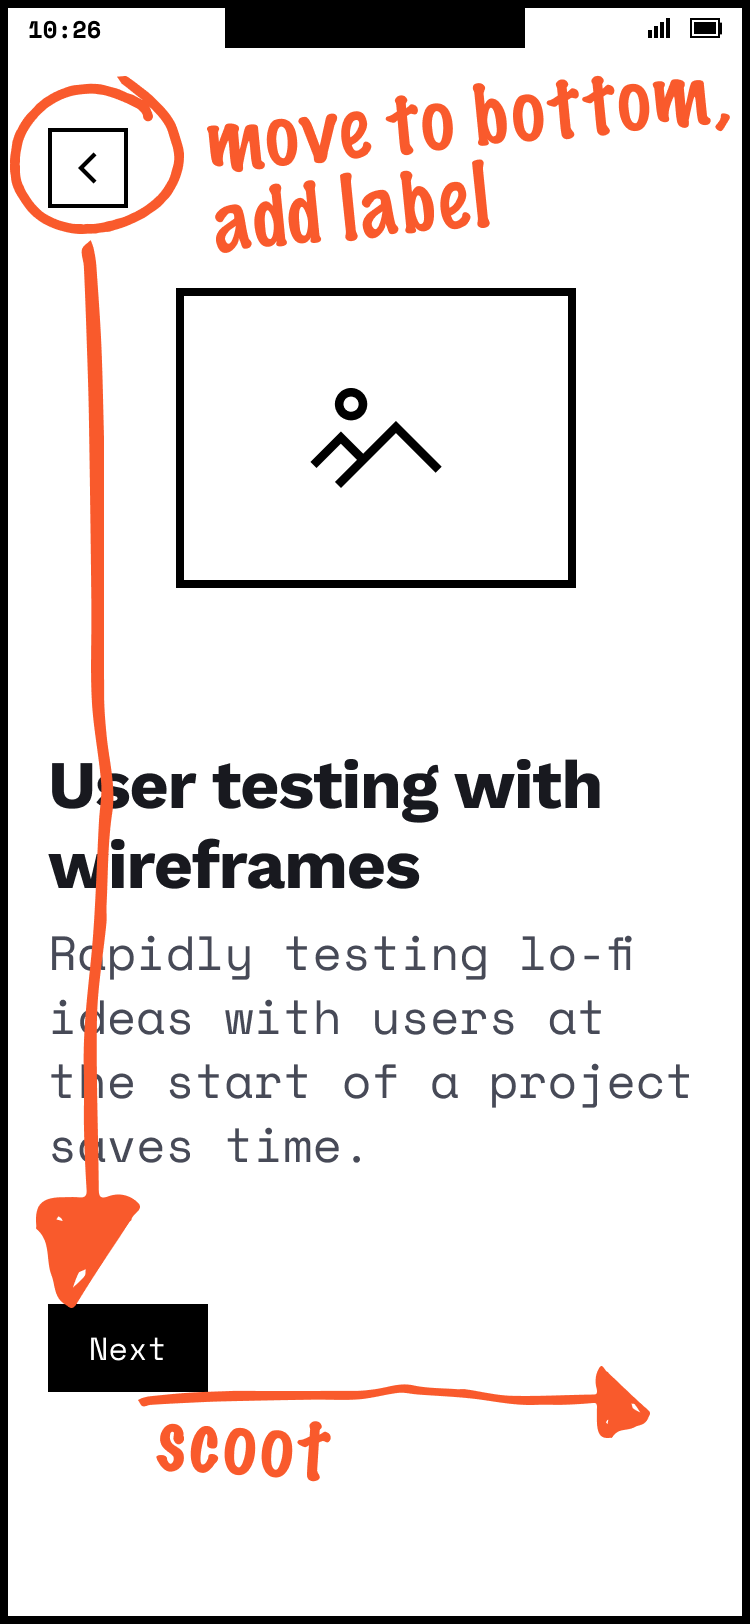 10:26
move to bottom,
add label
User testing with
wireframes
Rapidly testing lo-fi
ideas with users at
the start of a project
saves time.
Next
scoot